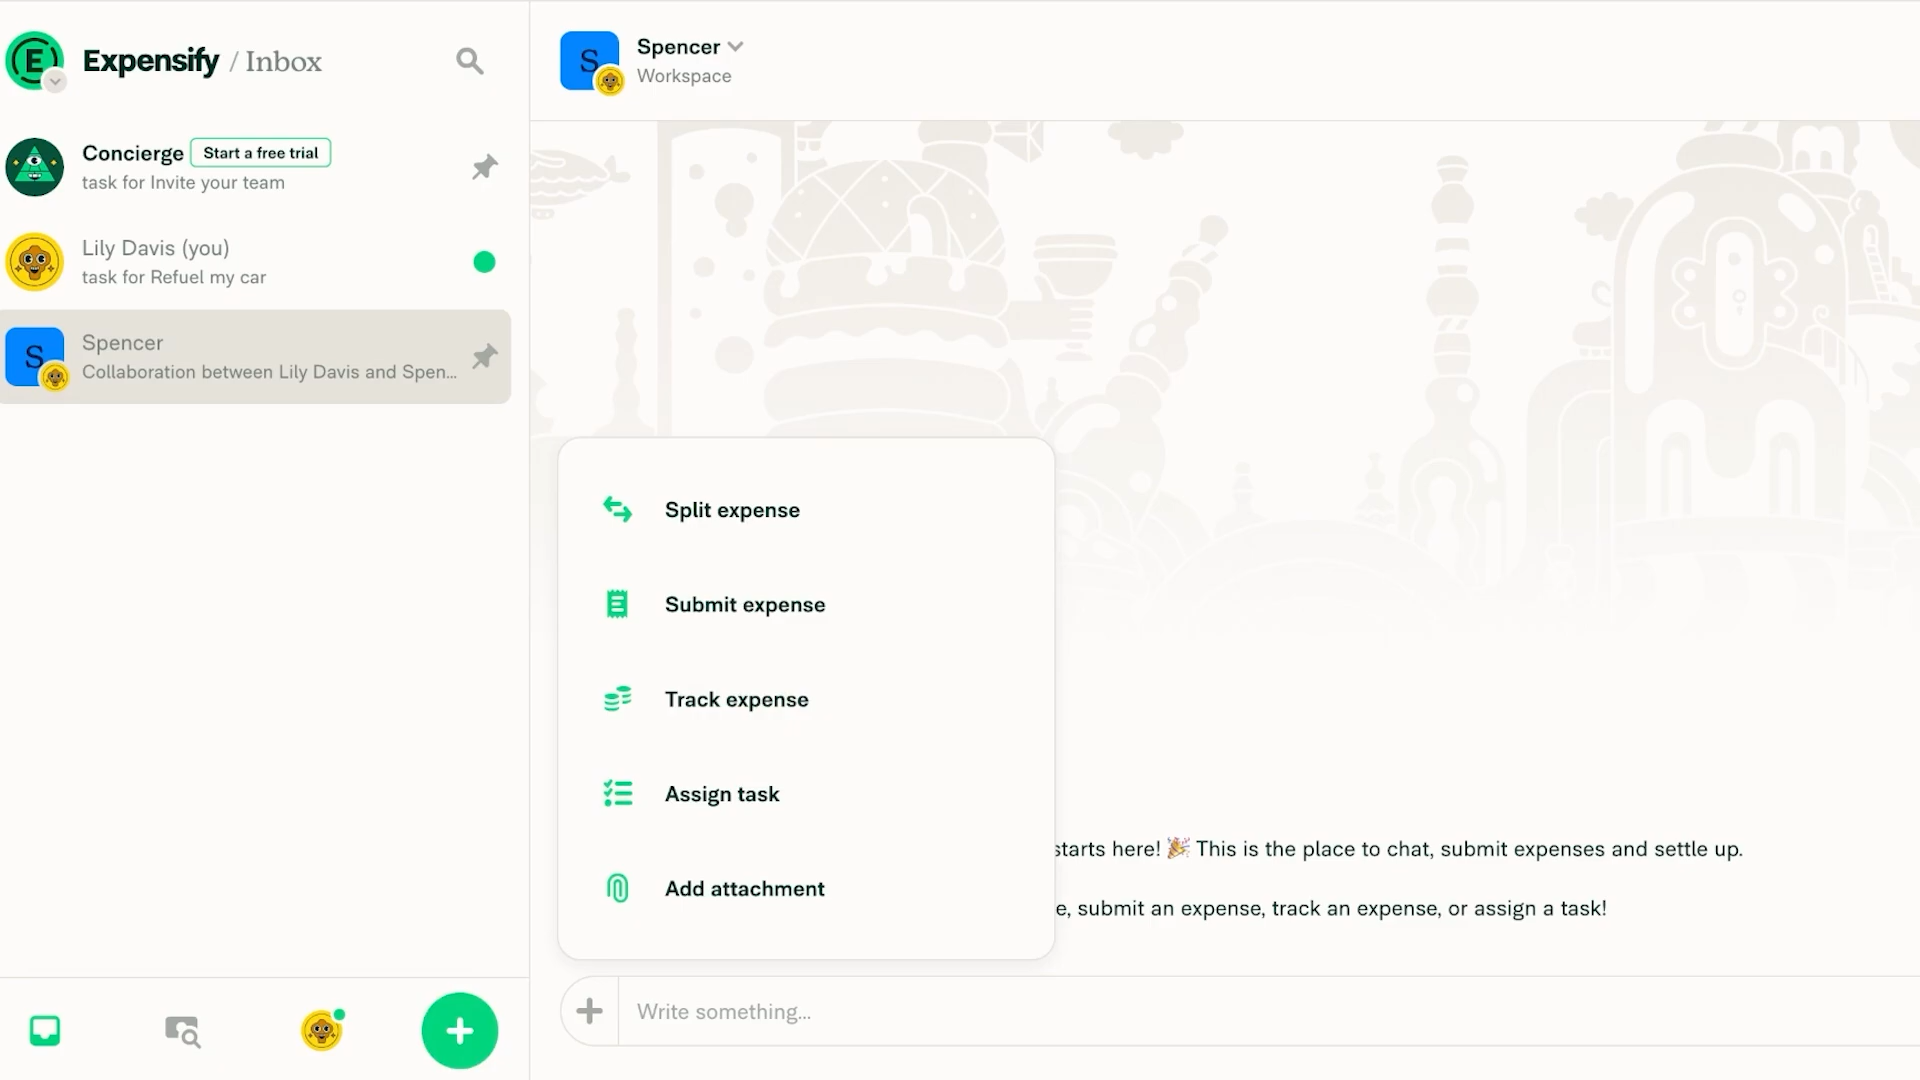 Expensify / Inbox
Concierge Start a free trial
task for Invite your team
Lily Davis (you)
task for Refuel my car
S Spencer
Collaboration between Lily Davis and Spen...
S Spencer
Workspace
Split expense
Submit expense
Track expense
Assign task
Add attachment
starts here! 🎉 This is the place to chat, submit expenses and settle up.
e, submit an expense, track an expense, or assign a task!
Write something...